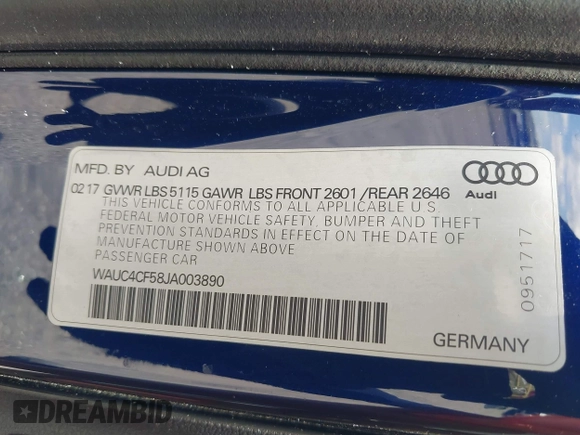 MFD. BY AUDI AG
Audi
02 17 GVWR LBS 5115 GAWR LBS FRONT 2601 /REAR 2646
THIS VEHICLE CONFORMS TO ALL APPLICABLE U.S
FEDERAL MOTOR VEHICLE SAFETY, BUMPER AND THEFT
PREVENTION STANDARDS IN EFFECT ON THE DATE OF
MANUFACTURE SHOWN ABOVE
PASSENGER CAR
WAUC4CF58JA003890
0951717
GERMANY
DREAMBID